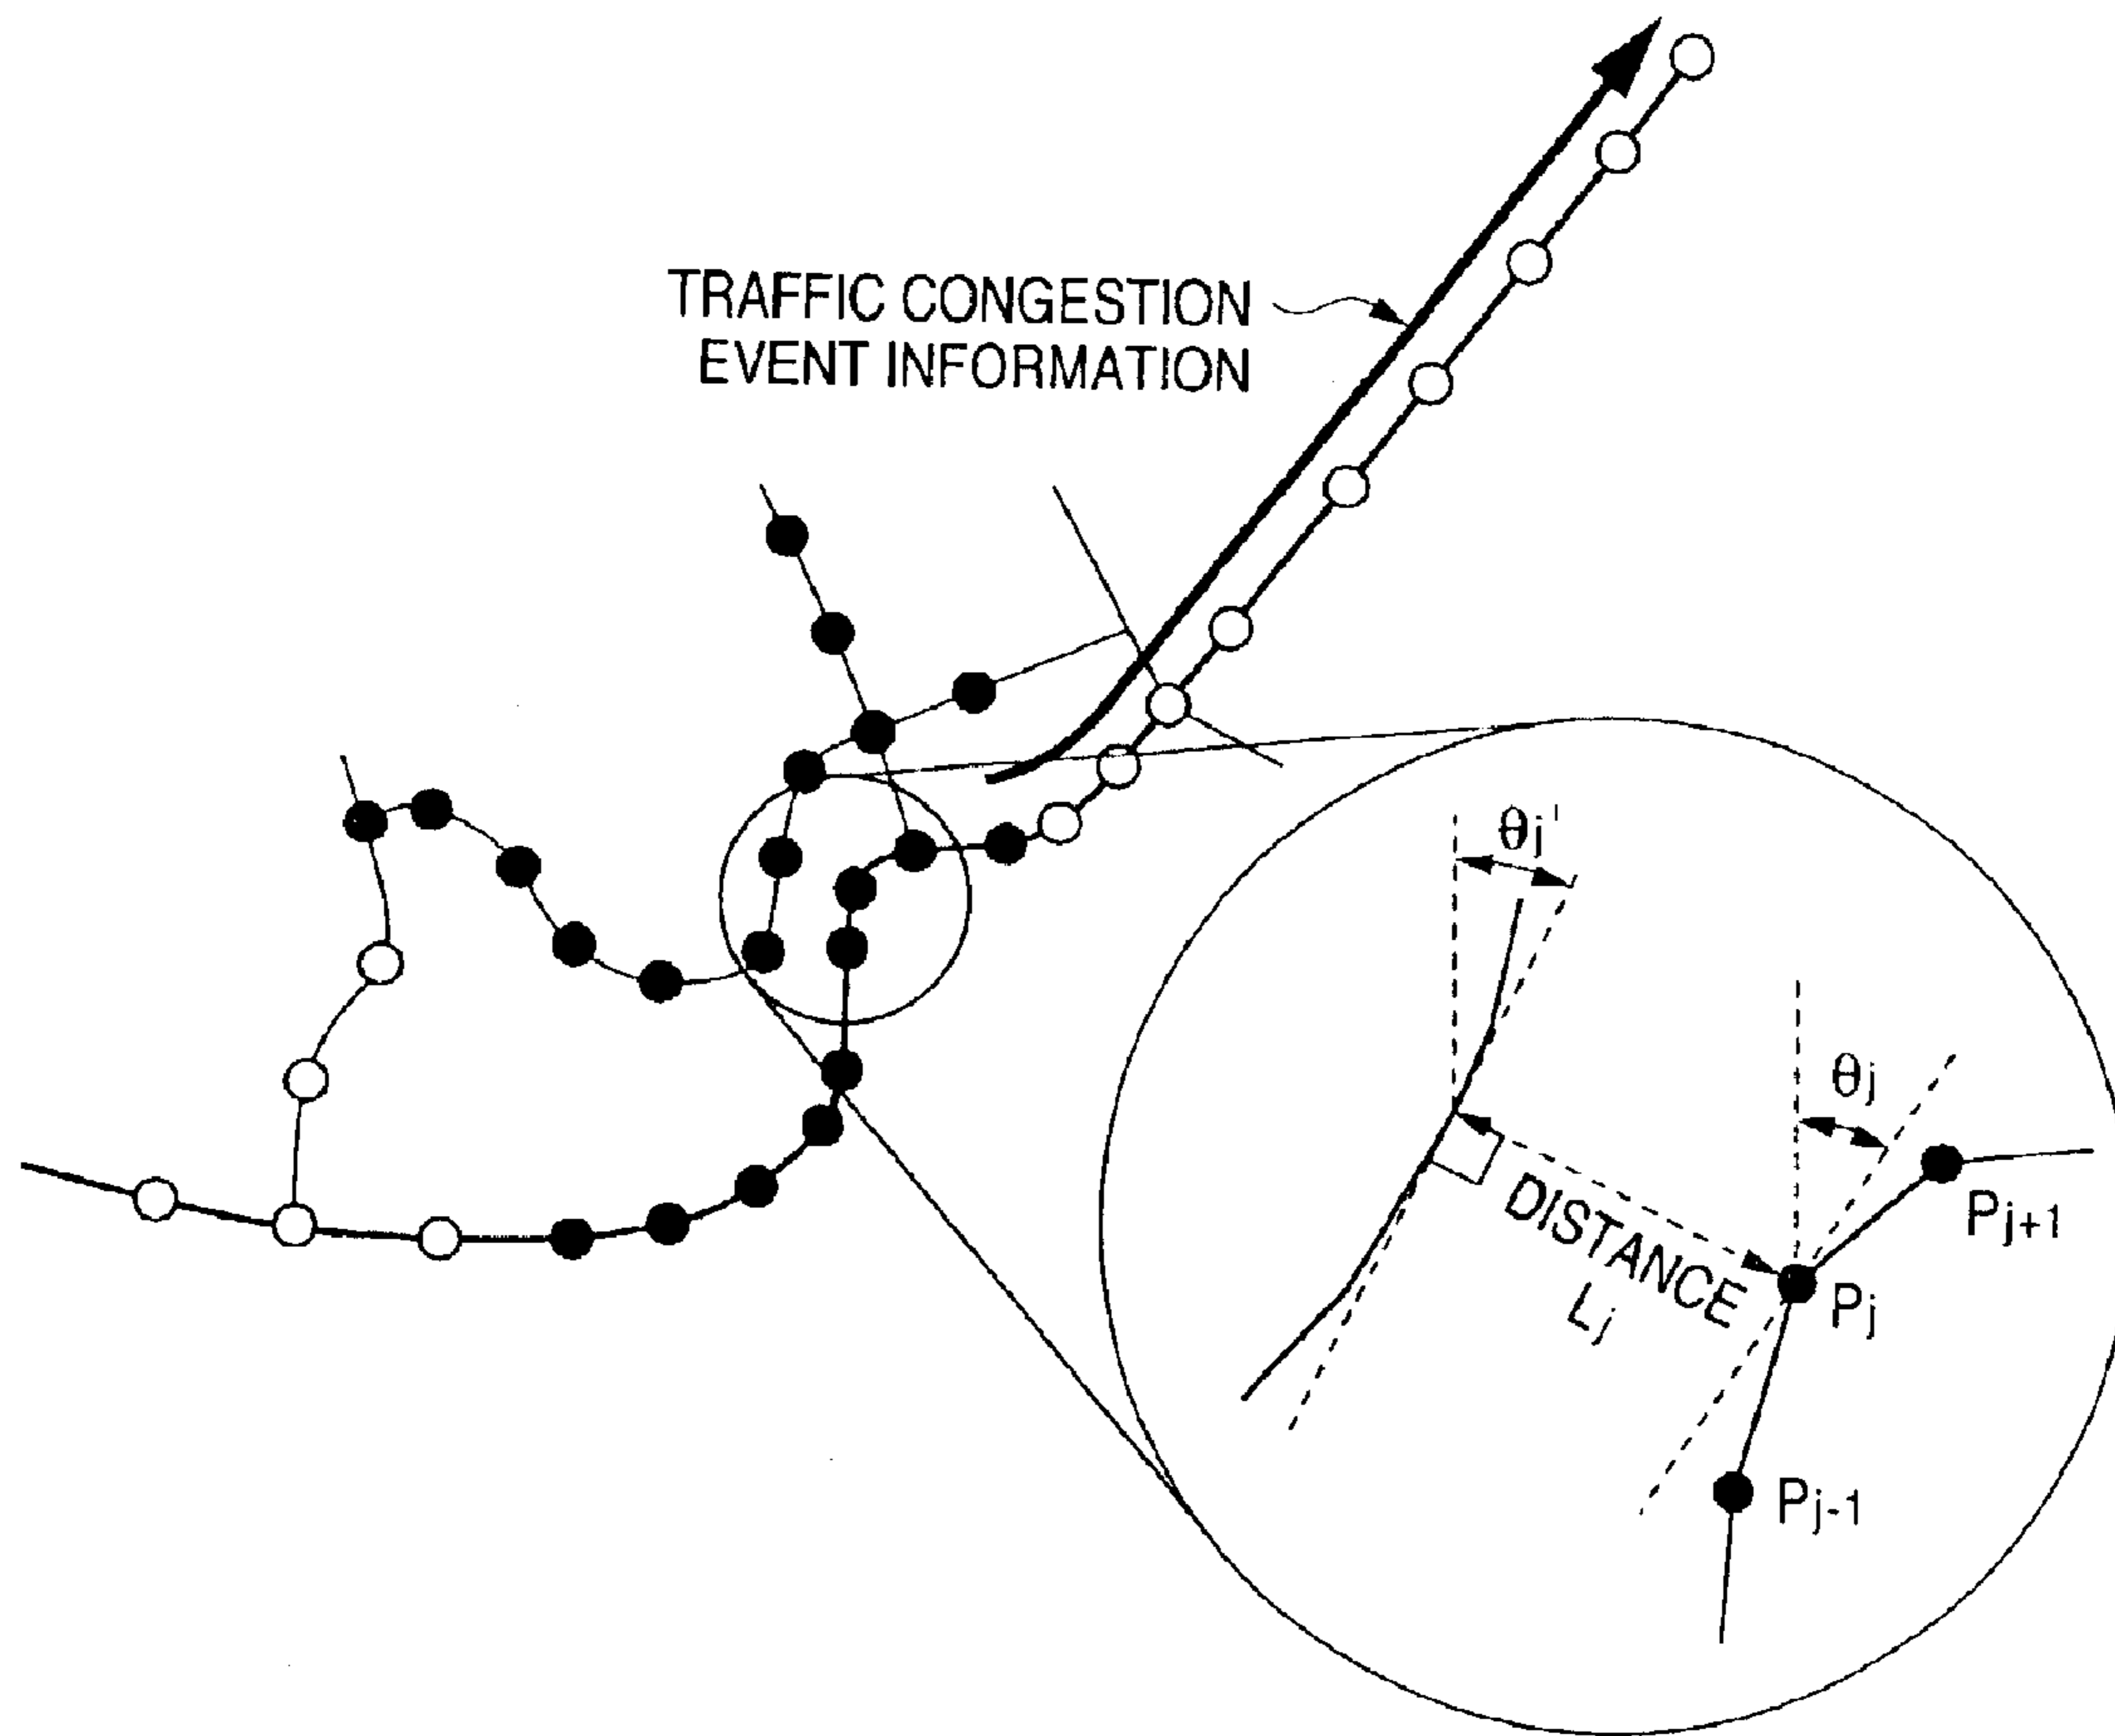 TRAFFIC CONGESTION
EVENT INFORMATION
θj'
θj
Pj+1
DISTANCE
Lj
Pj
Pj-1